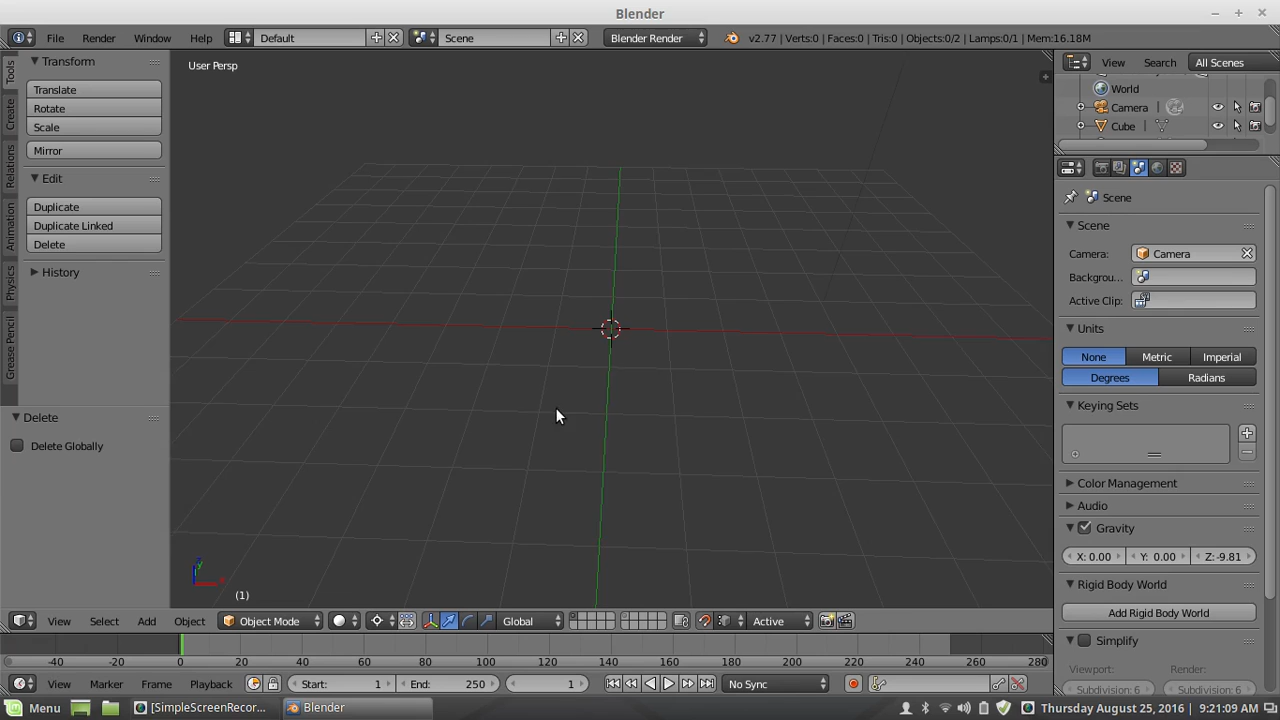 Blender
File Render Window Help Default Scene Blender Render v2.77 | Verts:0 | Faces:0 | Tris:0 | Objects:0/2 | Lamps:0/1 | Mem:16.18M
View Search All Scenes
Tools
Create
Relations
Animation
Physics
Grease Pencil
Transform
Translate
Rotate
Scale
Mirror
Edit
Duplicate
Duplicate Linked
Delete
History
Delete
Delete Globally
User Persp
y
x
(1)
World
Camera
Cube
Scene
Scene
Camera: Camera
Backgrou...
Active Clip:
Units
None Metric Imperial
Degrees Radians
Keying Sets
Color Management
Audio
Gravity
X: 0.00 Y: 0.00 Z: -9.81
Rigid Body World
Add Rigid Body World
Simplify
Viewport: Render:
Subdivision: 6 Subdivision: 6
View Select Add Object Object Mode Global Active
-40 -20 0 20 40 60 80 100 120 140 160 180 200 220 240 260 280
View Marker Frame Playback Start: 1 End: 250 1 No Sync
Menu [SimpleScreenRecor... Blender Thursday August 25, 2016 | 9:21:09 AM